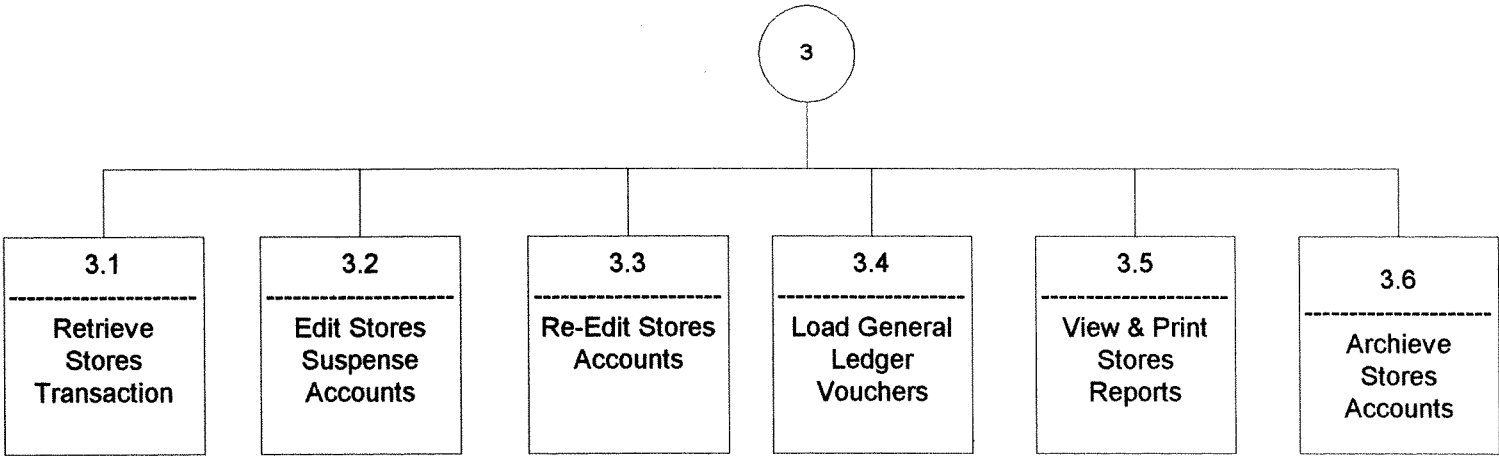 3
3.1
Retrieve
Stores
Transaction
3.2
Edit Stores
Suspense
Accounts
3.3
Re-Edit Stores
Accounts
3.4
Load General
Ledger
Vouchers
3.5
View & Print
Stores
Reports
3.6
Archieve
Stores
Accounts